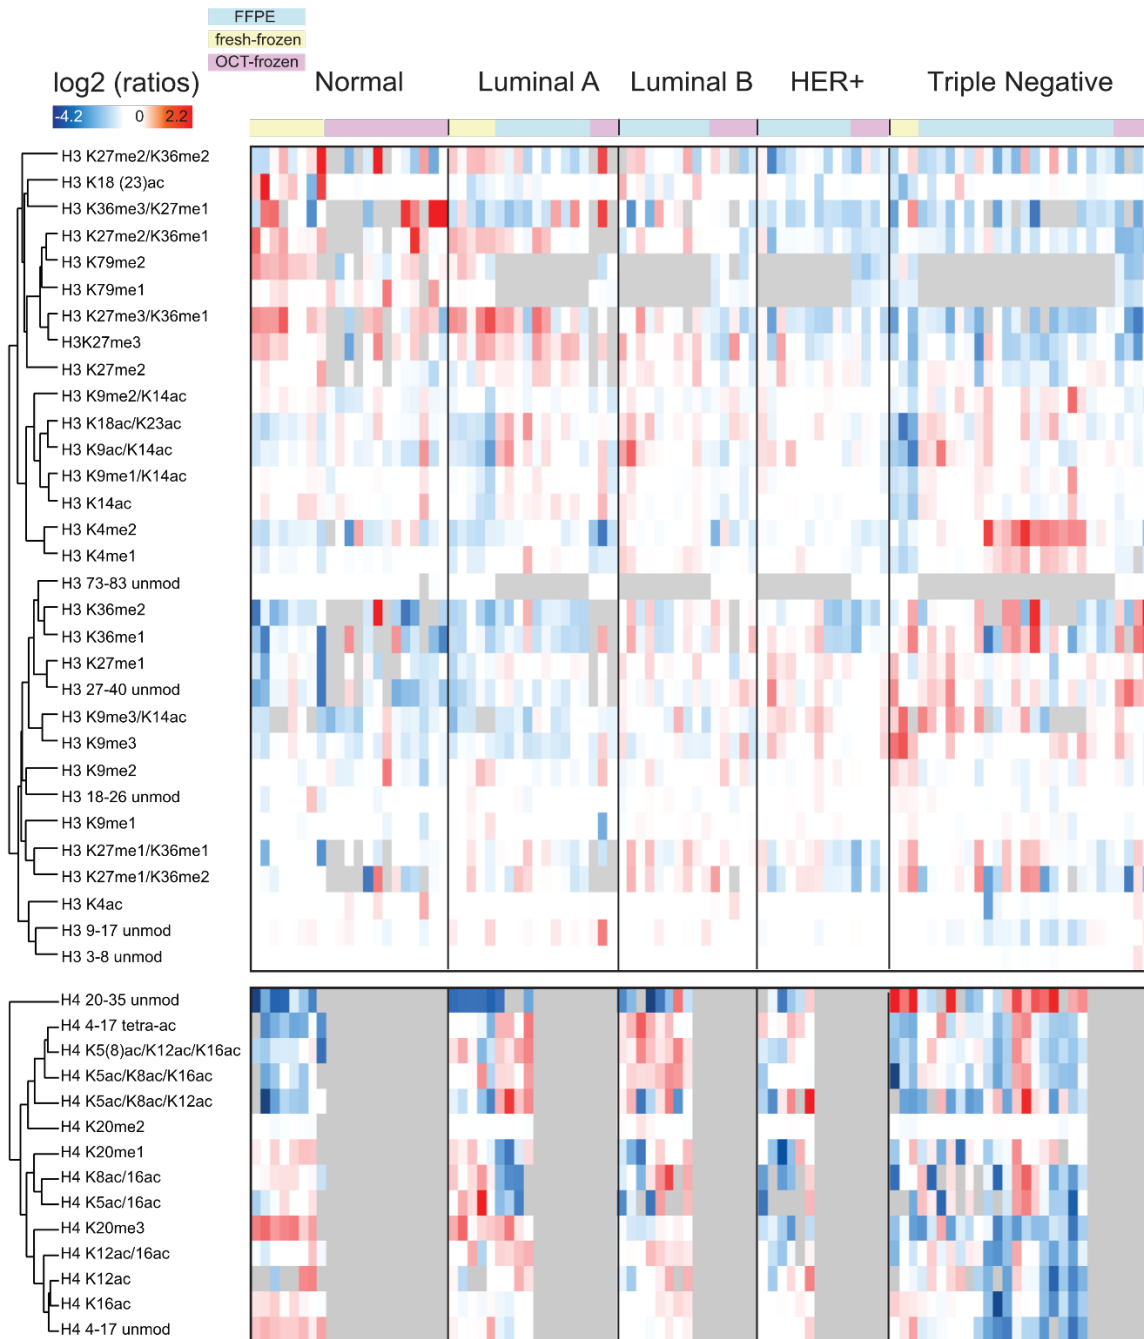 FFPE
fresh-frozen
OCT-frozen
log2 (ratios)
-4.2 0 2.2
Normal Luminal A Luminal B HER+ Triple Negative
H3 K27me2/K36me2
H3 K18 (23)ac
H3 K36me3/K27me1
H3 K27me2/K36me1
H3 K79me2
H3 K79me1
H3 K27me3/K36me1
H3K27me3
H3 K27me2
H3 K9me2/K14ac
H3 K18ac/K23ac
H3 K9ac/K14ac
H3 K9me1/K14ac
H3 K14ac
H3 K4me2
H3 K4me1
H3 73-83 unmod
H3 K36me2
H3 K36me1
H3 K27me1
H3 27-40 unmod
H3 K9me3/K14ac
H3 K9me3
H3 K9me2
H3 18-26 unmod
H3 K9me1
H3 K27me1/K36me1
H3 K27me1/K36me2
H3 K4ac
H3 9-17 unmod
H3 3-8 unmod
H4 20-35 unmod
H4 4-17 tetra-ac
H4 K5(8)ac/K12ac/K16ac
H4 K5ac/K8ac/K16ac
H4 K5ac/K8ac/K12ac
H4 K20me2
H4 K20me1
H4 K8ac/16ac
H4 K5ac/16ac
H4 K20me3
H4 K12ac/16ac
H4 K12ac
H4 K16ac
H4 4-17 unmod